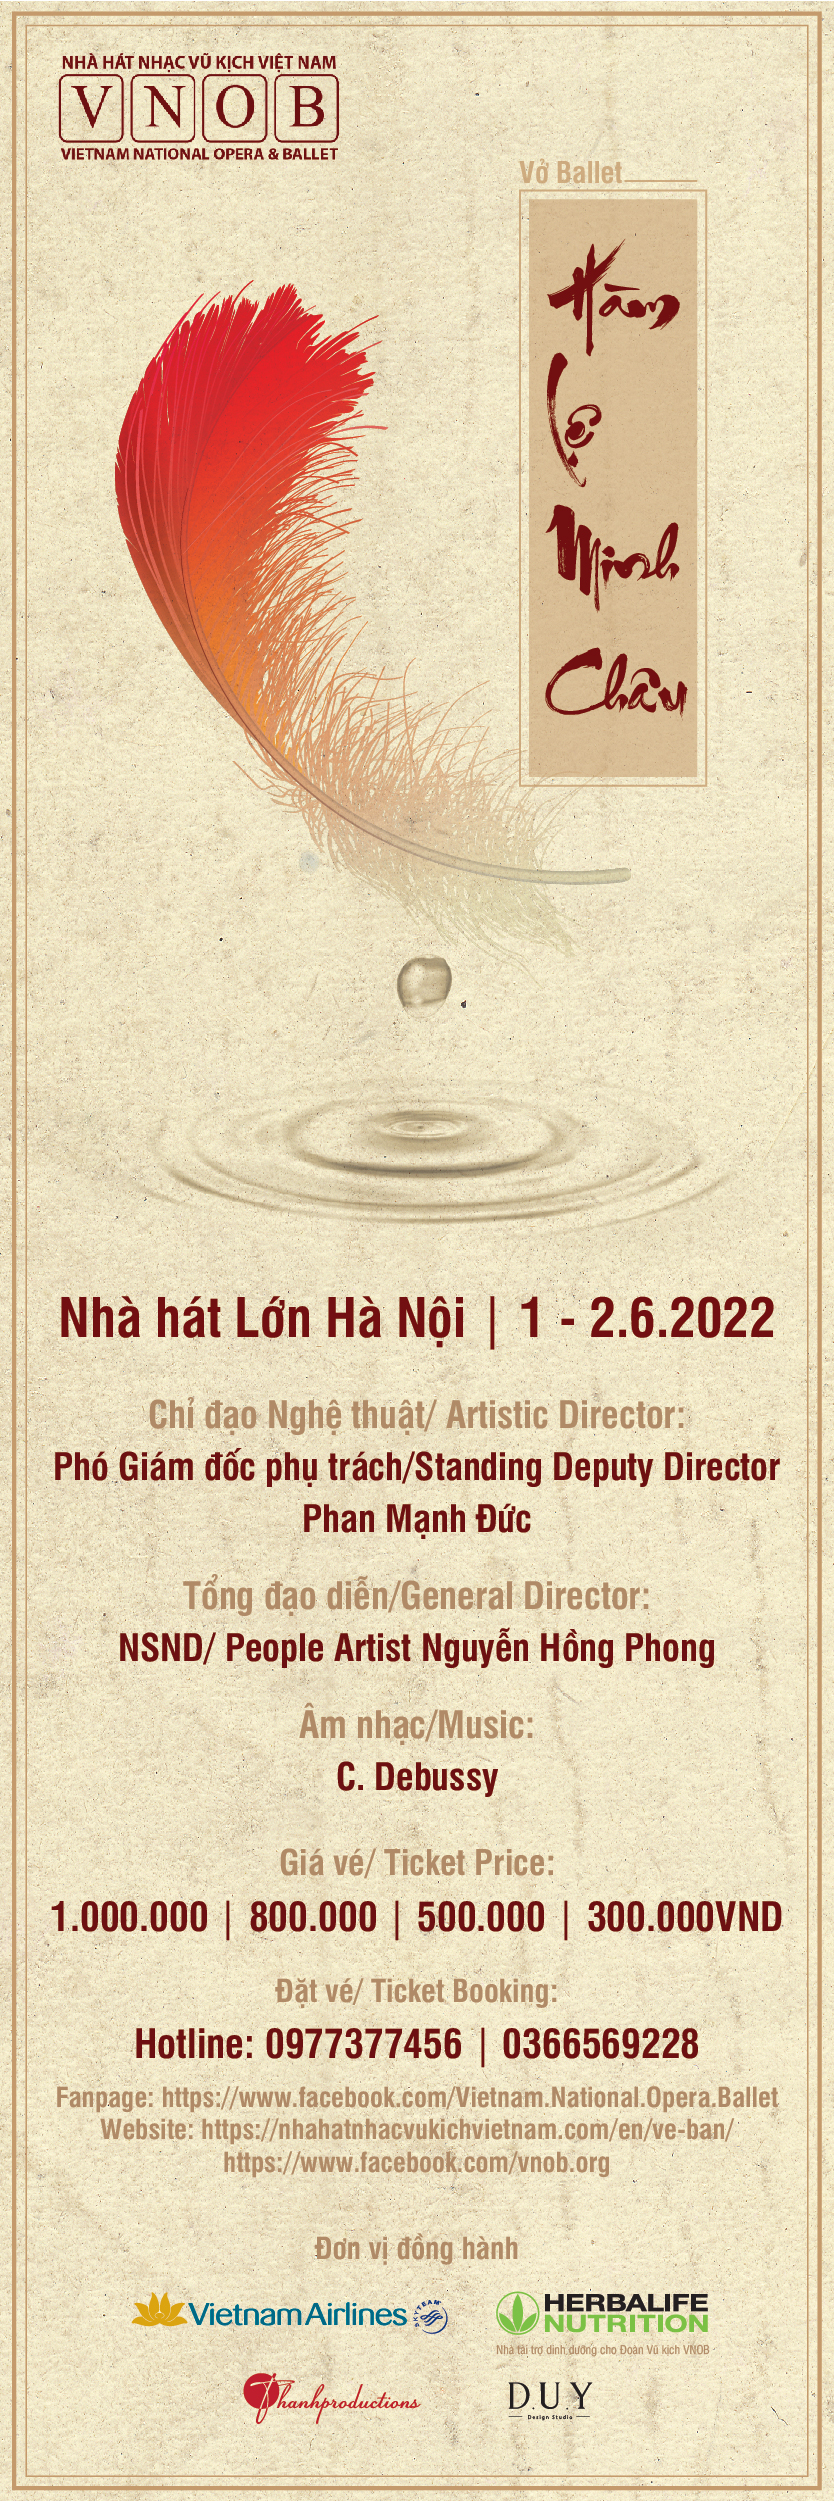 NHÀ HÁT NHẠC VŨ KỊCH VIỆT NAM
VNOB
VIETNAM NATIONAL OPERA & BALLET
Vở Ballet
Hàm
Lệ
Minh
Châu
Nhà hát Lớn Hà Nội | 1 - 2.6.2022
Chỉ đạo Nghệ thuật/ Artistic Director:
Phó Giám đốc phụ trách/Standing Deputy Director
Phan Mạnh Đức
Tổng đạo diễn/General Director:
NSND/ People Artist Nguyễn Hồng Phong
Âm nhạc/Music:
C. Debussy
Giá vé/ Ticket Price:
1.000.000 | 800.000 | 500.000 | 300.000VND
Đặt vé/ Ticket Booking:
Hotline: 0977377456 | 0366569228
Fanpage: https://www.facebook.com/Vietnam.National.Opera.Ballet
Website: https://nhahatnhacvukichvietnam.com/en/ve-ban/
https://www.facebook.com/vnob.org
Đơn vị đồng hành
Vietnam Airlines SKYTEAM
HERBALIFE
NUTRITION
Nhà tài trợ dinh dưỡng cho Đoàn Vũ kịch VNOB
Thanhproductions
D.U.Y
Design Studio